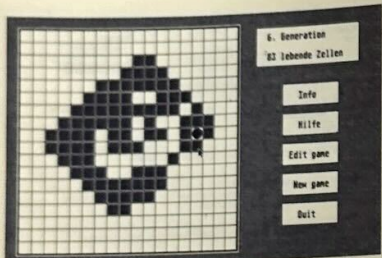 6. Generation
82 lebende Zellen
Info
Hilfe
Edit game
New game
Quit